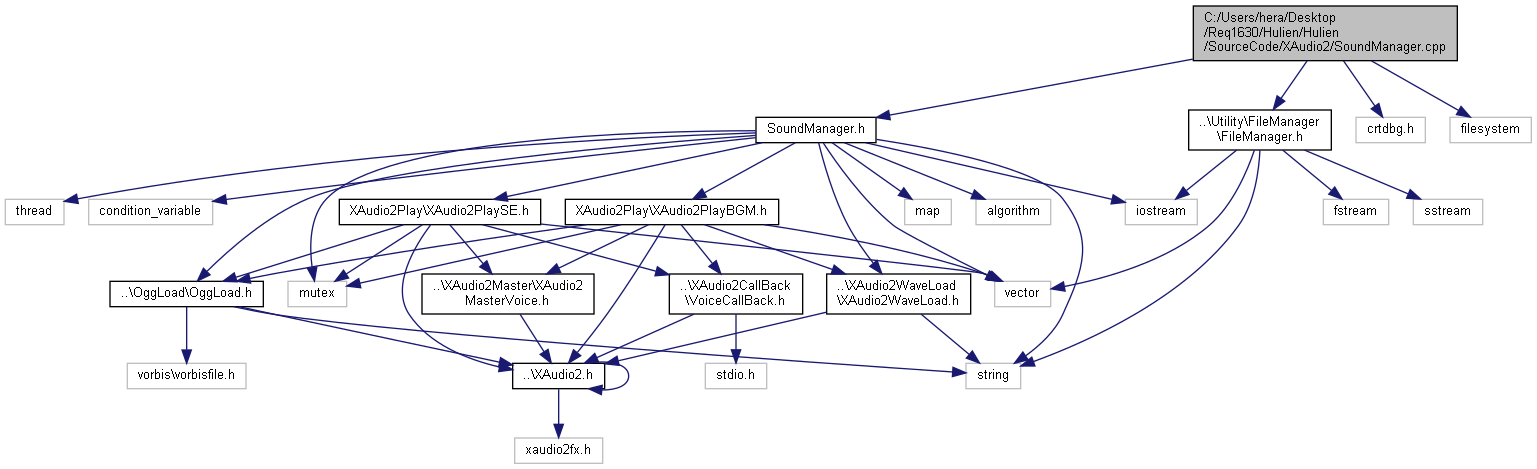 C:/Users/hera/Desktop
/Req1630/Hulien/Hulien
/SourceCode/XAudio2/SoundManager.cpp
SoundManager.h
..\Utility\FileManager
\FileManager.h
crtdbg.h
filesystem
thread
condition_variable
XAudio2Play\XAudio2PlaySE.h
XAudio2Play\XAudio2PlayBGM.h
map
algorithm
iostream
fstream
sstream
..\OggLoad\OggLoad.h
mutex
..\XAudio2Master\XAudio2
MasterVoice.h
..\XAudio2CallBack
\VoiceCallBack.h
..\XAudio2WaveLoad
\XAudio2WaveLoad.h
vector
vorbis\vorbisfile.h
..\XAudio2.h
stdio.h
string
xaudio2fx.h